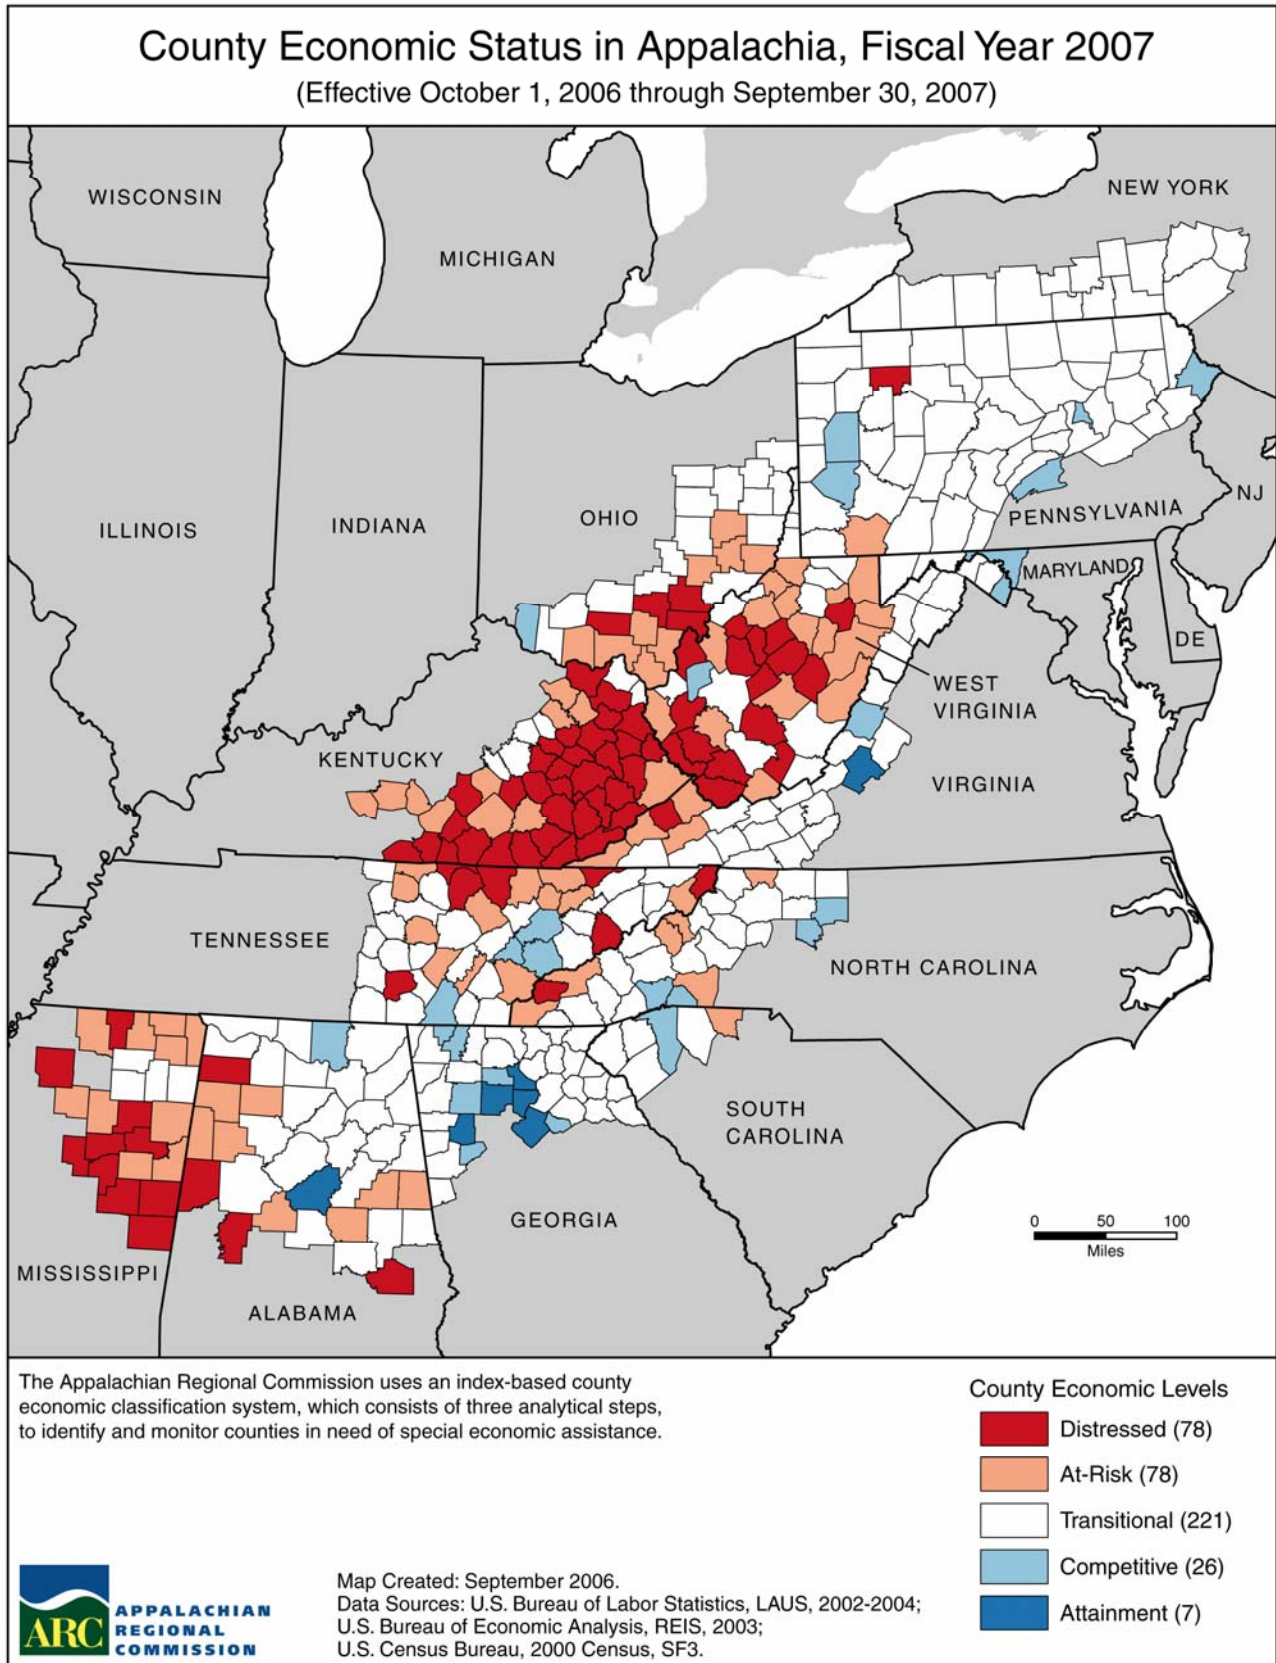 County Economic Status in Appalachia, Fiscal Year 2007
(Effective October 1, 2006 through September 30, 2007)
WISCONSIN
NEW YORK
MICHIGAN
ILLINOIS
INDIANA
OHIO
PENNSYLVANIA
NJ
MARYLAND
DE
WEST
VIRGINIA
KENTUCKY
VIRGINIA
TENNESSEE
NORTH CAROLINA
SOUTH
CAROLINA
GEORGIA
MISSISSIPPI
ALABAMA
0 50 100
Miles
The Appalachian Regional Commission uses an index-based county
economic classification system, which consists of three analytical steps,
to identify and monitor counties in need of special economic assistance.
County Economic Levels
Distressed (78)
At-Risk (78)
Transitional (221)
Competitive (26)
Attainment (7)
ARC
APPALACHIAN
REGIONAL
COMMISSION
Map Created: September 2006.
Data Sources: U.S. Bureau of Labor Statistics, LAUS, 2002-2004;
U.S. Bureau of Economic Analysis, REIS, 2003;
U.S. Census Bureau, 2000 Census, SF3.